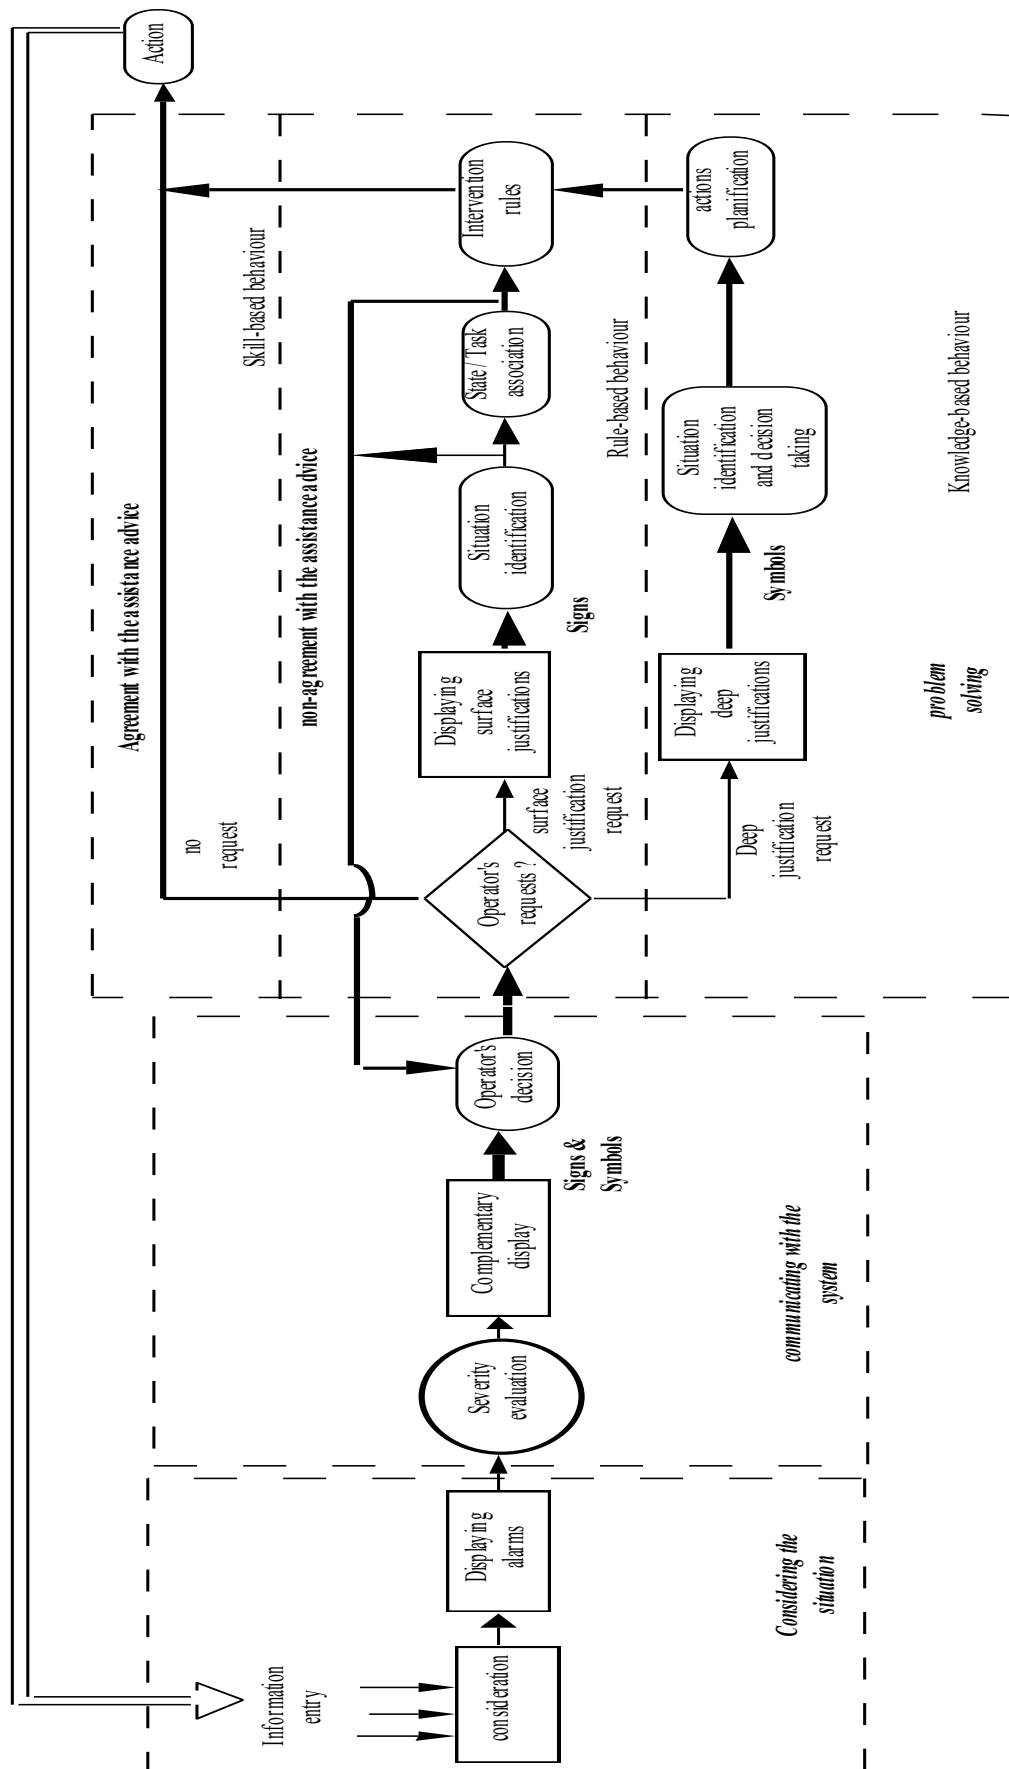 Action
Agreement with the assistance advice
no
request
Skill-based behaviour
non-agreement with the assistance advice
Information
entry
consideration
Displaying
alarms
Severity
evaluation
Complementary
display
Signs &
Symbols
Operator's
decision
Operator's
requests ?
surface
justification
request
Displaying
surface
justifications
Signs
Situation
identification
State / Task
association
Intervention
rules
Rule-based behaviour
Deep
justification
request
Displaying
deep
justifications
Symbols
Situation
identification
and decision
taking
actions
planification
Considering the
situation
communicating with the
system
problem
solving
Knowledge-based behaviour